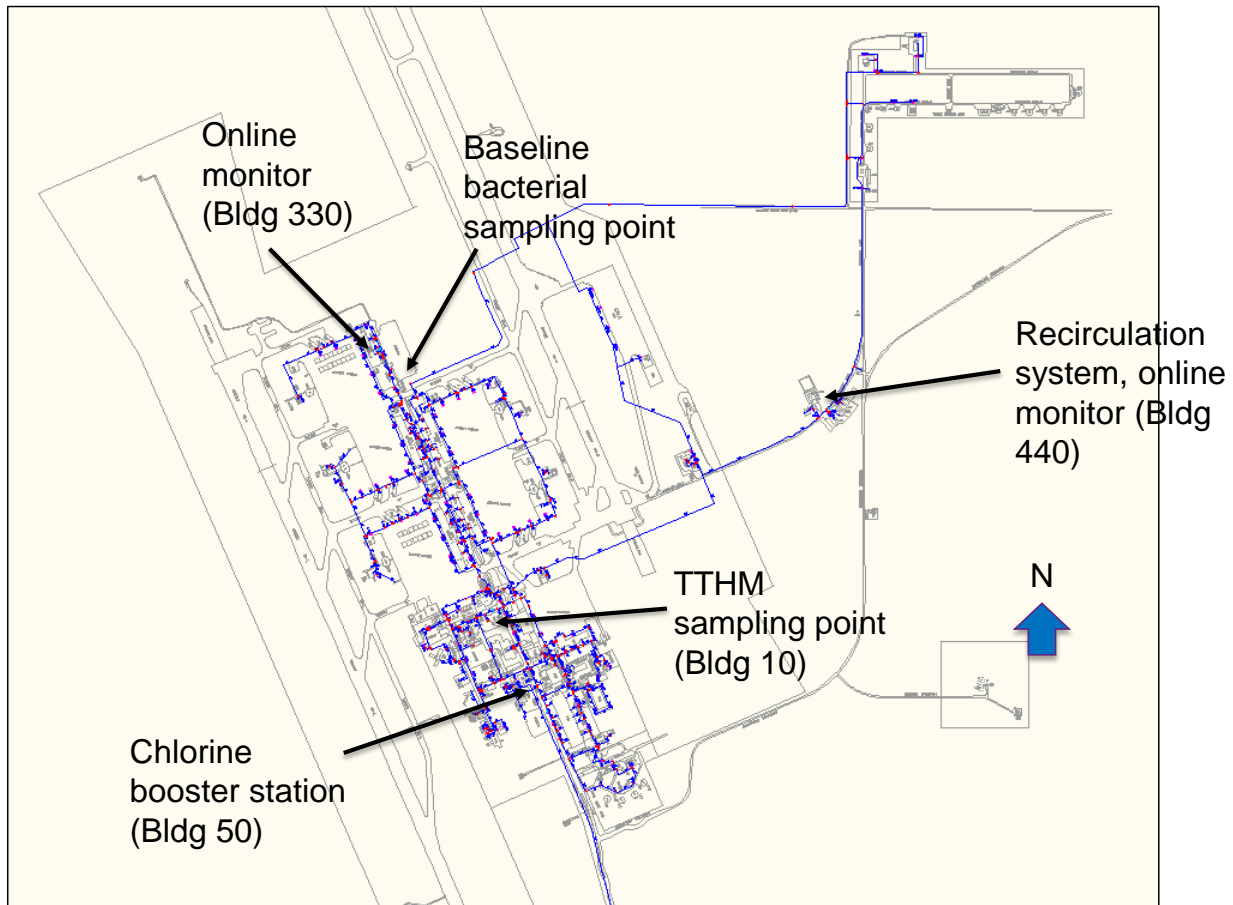 Online
monitor
(Bldg 330)
Baseline
bacterial
sampling point
Recirculation
system, online
monitor (Bldg
440)
N
TTHM
sampling point
(Bldg 10)
Chlorine
booster station
(Bldg 50)